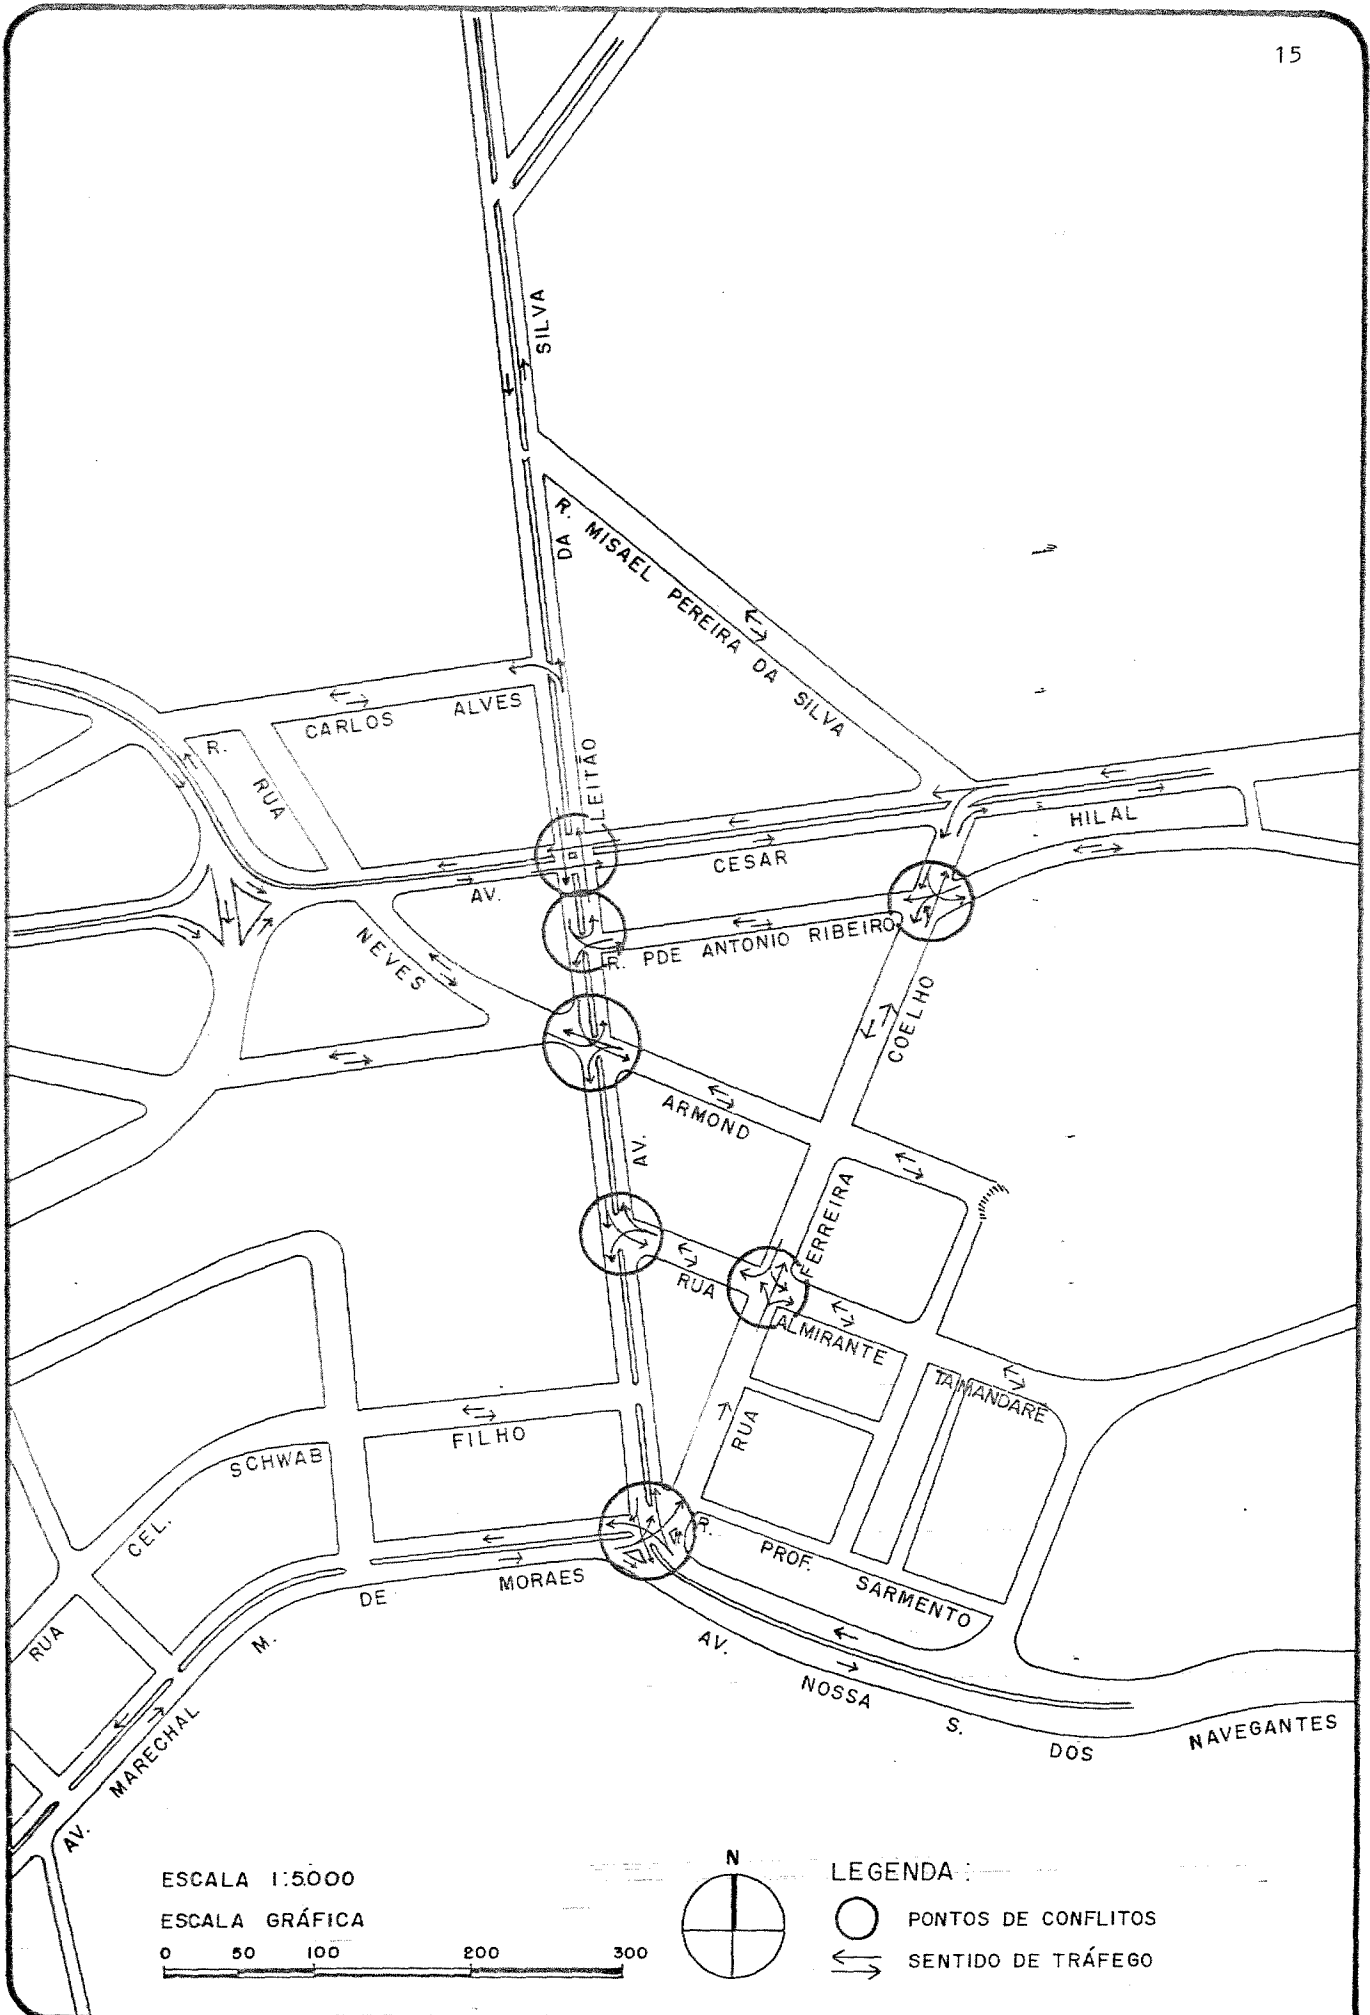 15
SILVA
DA
R. MISAEL PEREIRA DA SILVA
R. CARLOS ALVES
LEITÃO
RUA
HILAL
CESAR
AV.
NEVES
R. PDE ANTONIO RIBEIRO
COELHO
ARMOND
AV.
FERREIRA
RUA
ALMIRANTE
TAMANDARÉ
RUA
FILHO
SCHWAB
CEL.
RUA
R. PROF. SARMENTO
MORAES
DE
M.
MARECHAL
AV.
AV. NOSSA S. DOS NAVEGANTES
ESCALA 1:5.000
ESCALA GRÁFICA
0 50 100 200 300
N
LEGENDA :
PONTOS DE CONFLITOS
SENTIDO DE TRÁFEGO